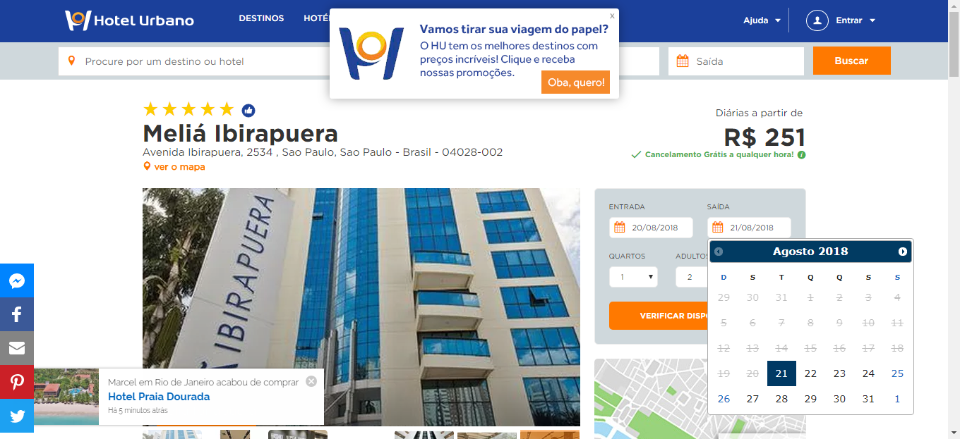 Hotel Urbano
DESTINOS
Ajuda
Entrar
x
Vamos tirar sua viagem do papel?
O HU tem os melhores destinos com
preços incríveis! Clique e receba
nossas promoções.
Oba, quero!
Procure por um destino ou hotel
Saída
Buscar
Meliá Ibirapuera
Avenida Ibirapuera, 2534 , Sao Paulo, Sao Paulo - Brasil - 04028-002
ver o mapa
Diárias a partir de
R$ 251
Cancelamento Grátis a qualquer hora!
IBIRAPUERA
ENTRADA
SAÍDA
20/08/2018
21/08/2018
QUARTOS
ADULTOS
1
2
Agosto 2018
D S T Q Q S S
29 30 31 1 2 3 4
5 6 7 8 9 10 11
12 13 14 15 16 17 18
19 20 21 22 23 24 25
26 27 28 29 30 31 1
Marcel em Rio de Janeiro acabou de comprar
Hotel Praia Dourada
Há 5 minutos atrás